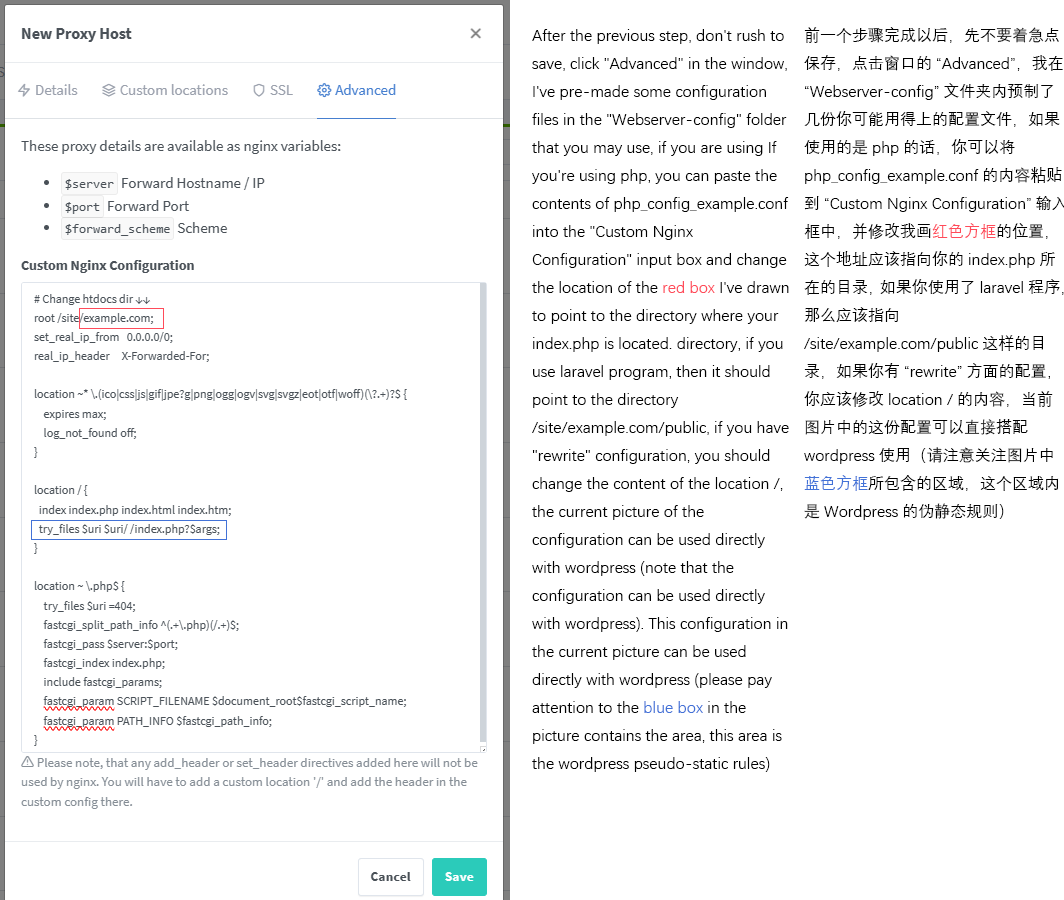 New Proxy Host
×
Details
Custom locations
SSL
Advanced
These proxy details are available as nginx variables:
• $server Forward Hostname / IP
• $port Forward Port
• $forward_scheme Scheme
Custom Nginx Configuration
# Change htdocs dir ↓↓
root /site/example.com;
set_real_ip_from 0.0.0.0/0;
real_ip_header X-Forwarded-For;
location ~* \.(ico|css|js|gif|jpe?g|png|ogg|ogv|svg|svgz|eot|otf|woff)(\?.+)?$ {
expires max;
log_not_found off;
}
location / {
index index.php index.html index.htm;
try_files $uri $uri/ /index.php?$args;
}
location ~ \.php$ {
try_files $uri =404;
fastcgi_split_path_info ^(.+\.php)(/.+)$;
fastcgi_pass $server:$port;
fastcgi_index index.php;
include fastcgi_params;
fastcgi_param SCRIPT_FILENAME $document_root$fastcgi_script_name;
fastcgi_param PATH_INFO $fastcgi_path_info;
}
Please note, that any add_header or set_header directives added here will not be
used by nginx. You will have to add a custom location '/' and add the header in the
custom config there.
Cancel
Save
After the previous step, don't rush to
save, click "Advanced" in the window,
I've pre-made some configuration
files in the "Webserver-config" folder
that you may use, if you are using If
you're using php, you can paste the
contents of php_config_example.conf
into the "Custom Nginx
Configuration" input box and change
the location of the red box I've drawn
to point to the directory where your
index.php is located. directory, if you
use laravel program, then it should
point to the directory
/site/example.com/public, if you have
"rewrite" configuration, you should
change the content of the location /,
the current picture of the
configuration can be used directly
with wordpress (note that the
configuration can be used directly
with wordpress). This configuration in
the current picture can be used
directly with wordpress (please pay
attention to the blue box in the
picture contains the area, this area is
the wordpress pseudo-static rules)
前一个步骤完成以后，先不要着急点
保存，点击窗口的 “Advanced”，我在
“Webserver-config” 文件夹内预制了
几份你可能用得上的配置文件，如果
使用的是 php 的话，你可以将
php_config_example.conf 的内容粘贴
到 “Custom Nginx Configuration” 输入
框中，并修改我画红色方框的位置，
这个地址应该指向你的 index.php 所
在的目录, 如果你使用了 laravel 程序,
那么应该指向
/site/example.com/public 这样的目
录，如果你有 “rewrite” 方面的配置，
你应该修改 location / 的内容，当前
图片中的这份配置可以直接搭配
wordpress 使用（请注意关注图片中
蓝色方框所包含的区域，这个区域内
是 Wordpress 的伪静态规则）